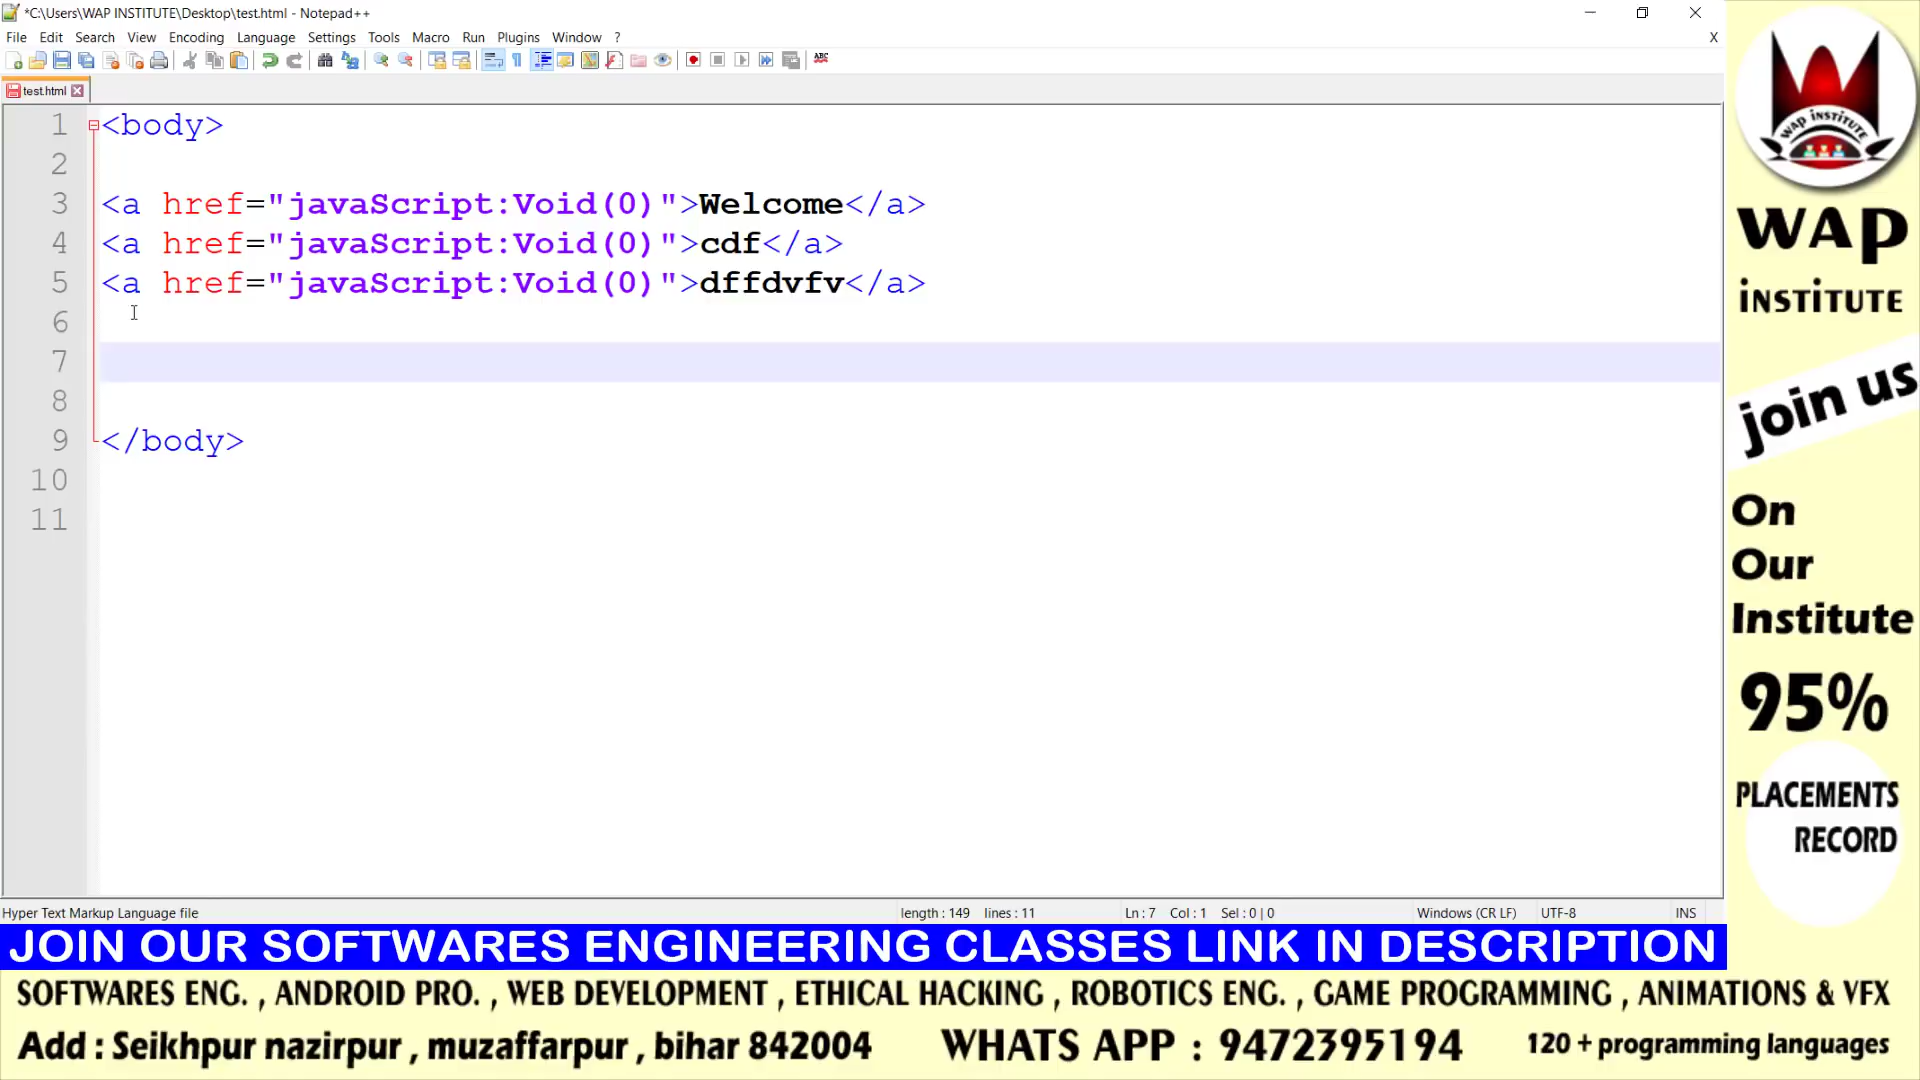 *C:\Users\WAP INSTITUTE\Desktop\test.html - Notepad++
File Edit Search View Encoding Language Settings Tools Macro Run Plugins Window ? X
test.html
1 <body>
2
3 <a href="javaScript:Void(0)">Welcome</a>
4 <a href="javaScript:Void(0)">cdf</a>
5 <a href="javaScript:Void(0)">dffdvfv</a>
6
7
8
9 </body>
10
11
Hyper Text Markup Language file length : 149 lines : 11 Ln : 7 Col : 1 Sel : 0 | 0 Windows (CR LF) UTF-8 INS
WAP INSTITUTE
WAP
INSTITUTE
join us
On
Our
Institute
95%
PLACEMENTS
RECORD
JOIN OUR SOFTWARES ENGINEERING CLASSES LINK IN DESCRIPTION
SOFTWARES ENG. , ANDROID PRO. , WEB DEVELOPMENT , ETHICAL HACKING , ROBOTICS ENG. , GAME PROGRAMMING , ANIMATIONS & VFX
Add : Seikhpur nazirpur , muzaffarpur , bihar 842004 WHATS APP : 9472395194 120 + programming languages